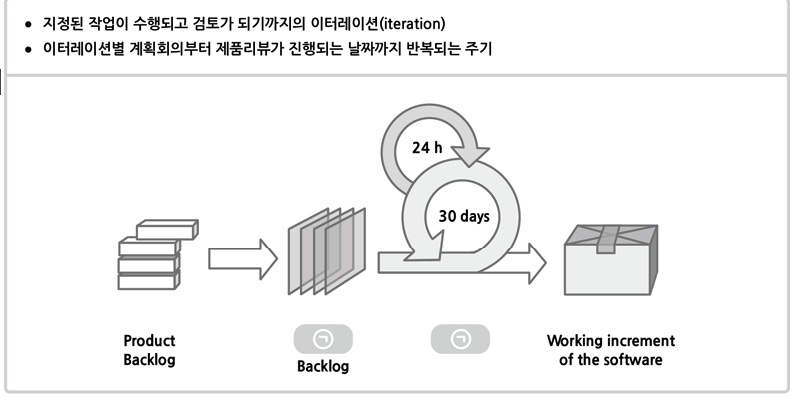 ● 지정된 작업이 수행되고 검토가 되기까지의 이터레이션(iteration)
● 이터레이션별 계획회의부터 제품리뷰가 진행되는 날짜까지 반복되는 주기
24 h
30 days
Product
Backlog
㉠
Backlog
㉠
Working increment
of the software